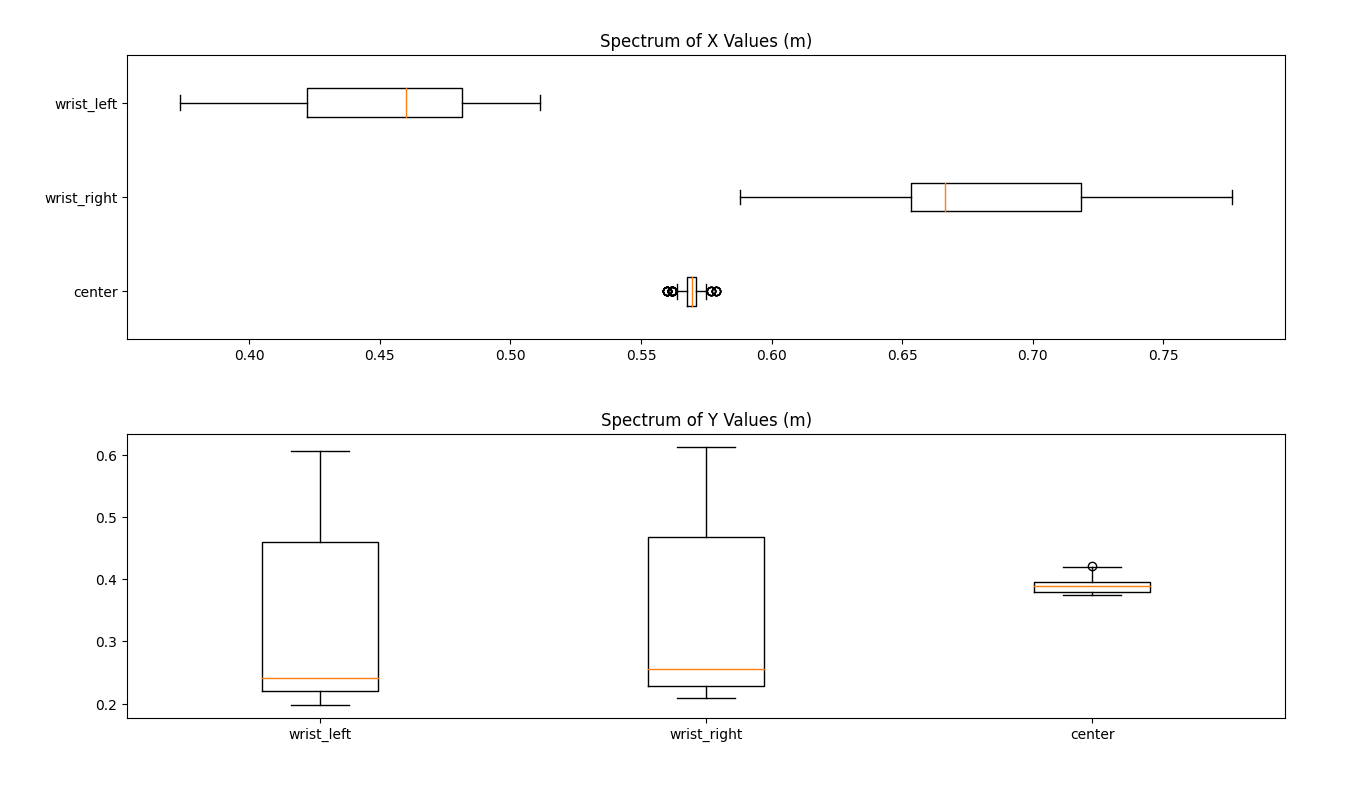 Spectrum of X Values (m)
wrist_left
wrist_right
center
0.40 0.45 0.50 0.55 0.60 0.65 0.70 0.75
Spectrum of Y Values (m)
0.6
0.5
0.4
0.3
0.2
wrist_left wrist_right center